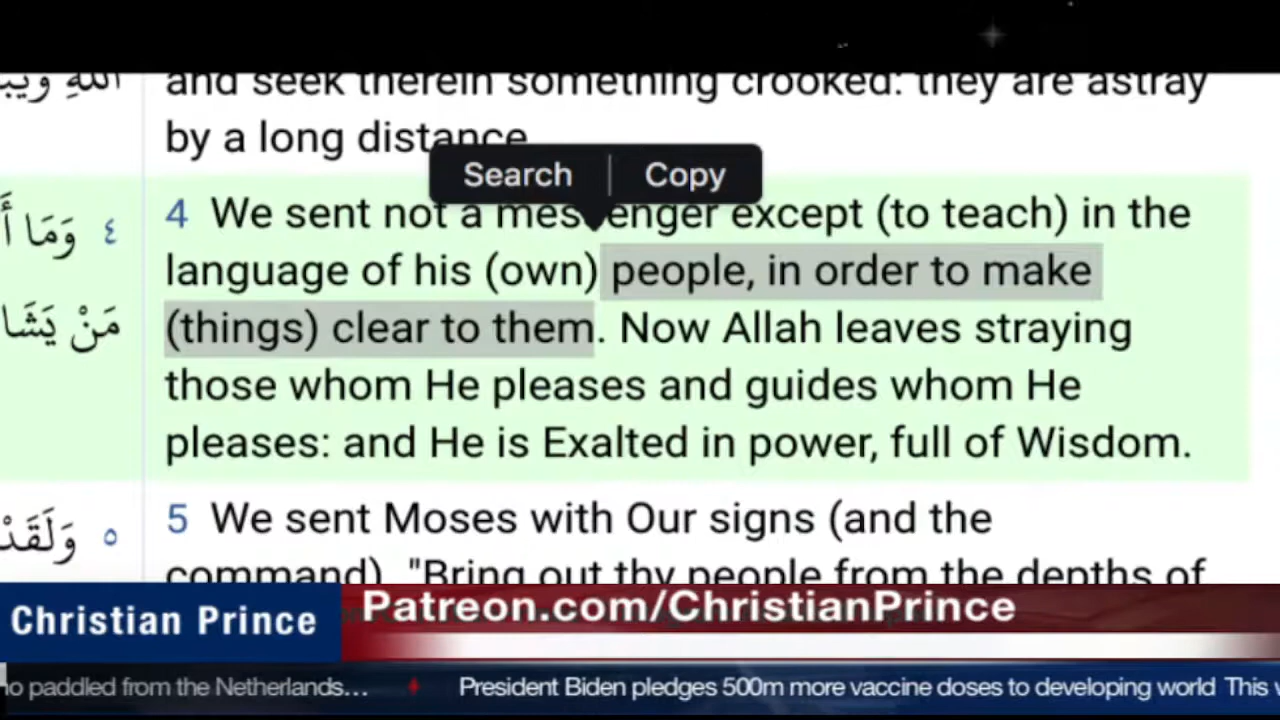 and seek therein something crooked: they are astray
by a long distance.
Search | Copy
٤ وَمَا
4 We sent not a messenger except (to teach) in the
language of his (own) people, in order to make
مَنْ
(things) clear to them. Now Allah leaves straying
those whom He pleases and guides whom He
pleases: and He is Exalted in power, full of Wisdom.
٥ وَلَقَدْ
5 We sent Moses with Our signs (and the
command), "Bring out thy people from the depths of
Christian Prince
Patreon.com/ChristianPrince
paddled from the Netherlands...
President Biden pledges 500m more vaccine doses to developing world This